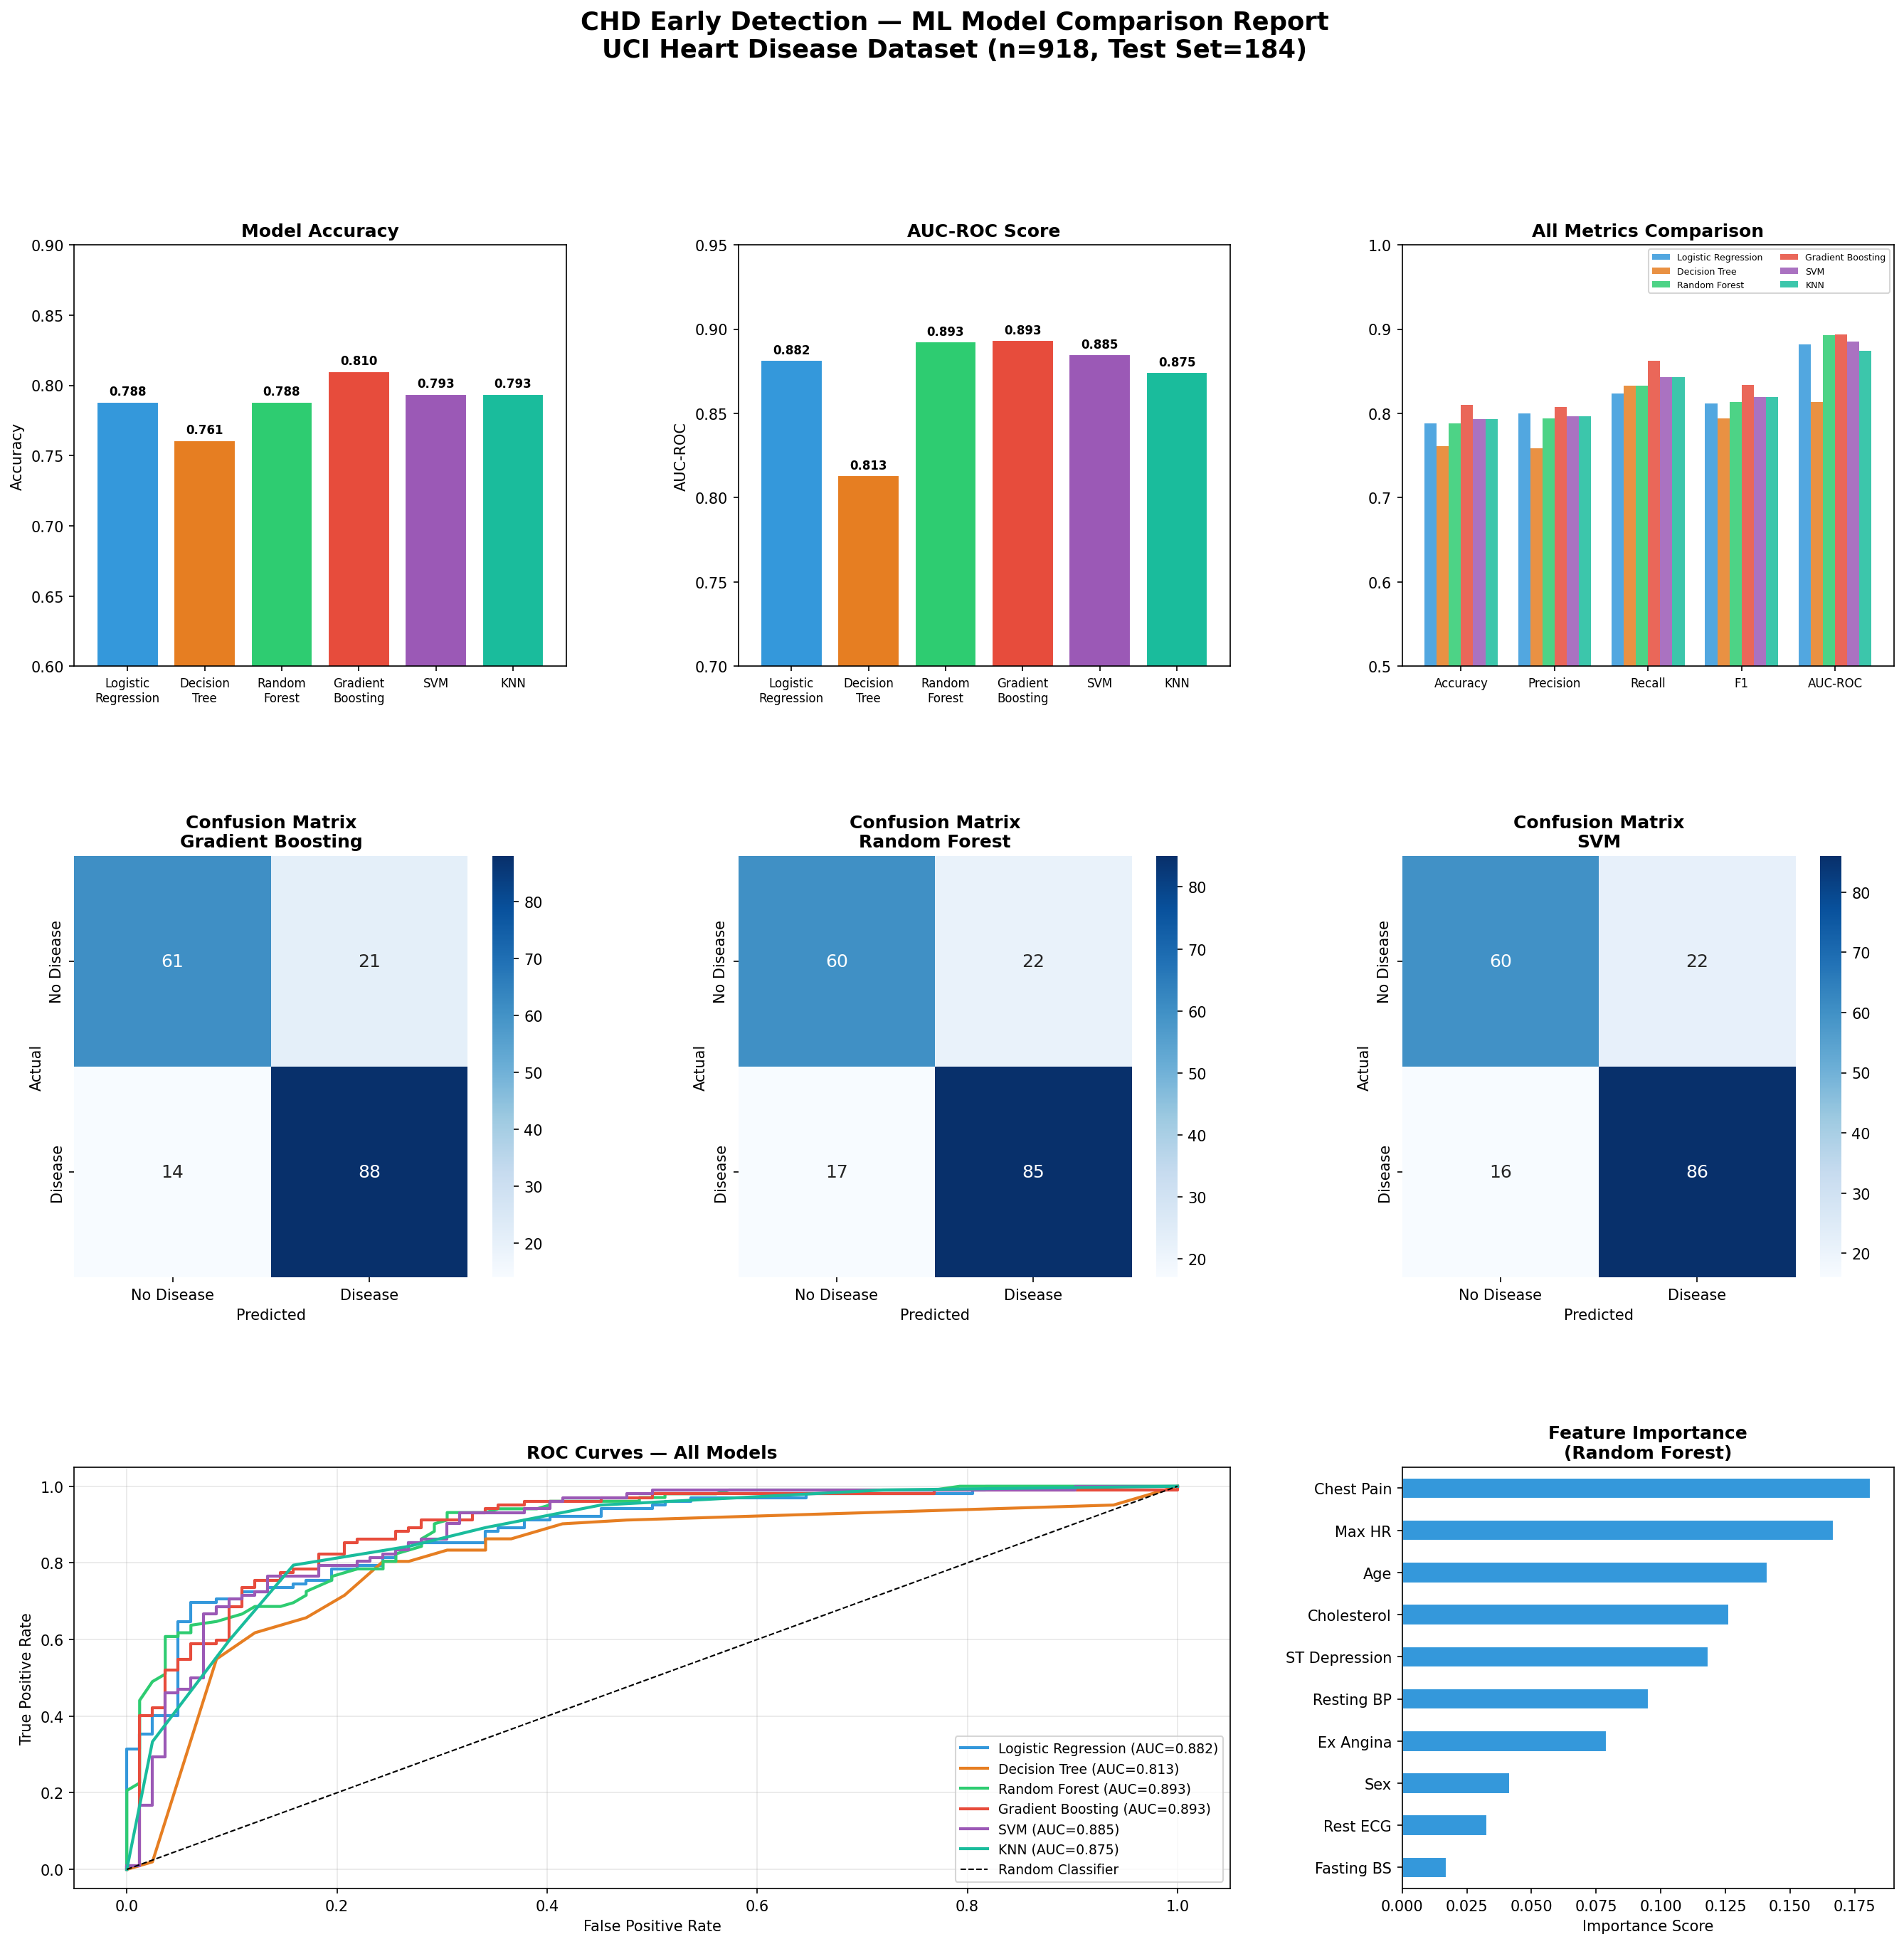 CHD Early Detection — ML Model Comparison Report
UCI Heart Disease Dataset (n=918, Test Set=184)
Model Accuracy
Accuracy
0.90
0.85
0.80
0.75
0.70
0.65
0.60
0.788
0.761
0.788
0.810
0.793
0.793
Logistic
Regression
Decision
Tree
Random
Forest
Gradient
Boosting
SVM
KNN
AUC-ROC Score
AUC-ROC
0.95
0.90
0.85
0.80
0.75
0.70
0.882
0.813
0.893
0.893
0.885
0.875
Logistic
Regression
Decision
Tree
Random
Forest
Gradient
Boosting
SVM
KNN
All Metrics Comparison
1.0
0.9
0.8
0.7
0.6
0.5
Logistic Regression
Decision Tree
Random Forest
Gradient Boosting
SVM
KNN
Accuracy
Precision
Recall
F1
AUC-ROC
Confusion Matrix
Gradient Boosting
Actual
No Disease
Disease
61
21
14
88
No Disease
Disease
Predicted
80
70
60
50
40
30
20
Confusion Matrix
Random Forest
Actual
No Disease
Disease
60
22
17
85
No Disease
Disease
Predicted
80
70
60
50
40
30
20
Confusion Matrix
SVM
Actual
No Disease
Disease
60
22
16
86
No Disease
Disease
Predicted
80
70
60
50
40
30
20
ROC Curves — All Models
True Positive Rate
1.0
0.8
0.6
0.4
0.2
0.0
Logistic Regression (AUC=0.882)
Decision Tree (AUC=0.813)
Random Forest (AUC=0.893)
Gradient Boosting (AUC=0.893)
SVM (AUC=0.885)
KNN (AUC=0.875)
Random Classifier
0.0
0.2
0.4
0.6
0.8
1.0
False Positive Rate
Feature Importance
(Random Forest)
Chest Pain
Max HR
Age
Cholesterol
ST Depression
Resting BP
Ex Angina
Sex
Rest ECG
Fasting BS
0.000
0.025
0.050
0.075
0.100
0.125
0.150
0.175
Importance Score